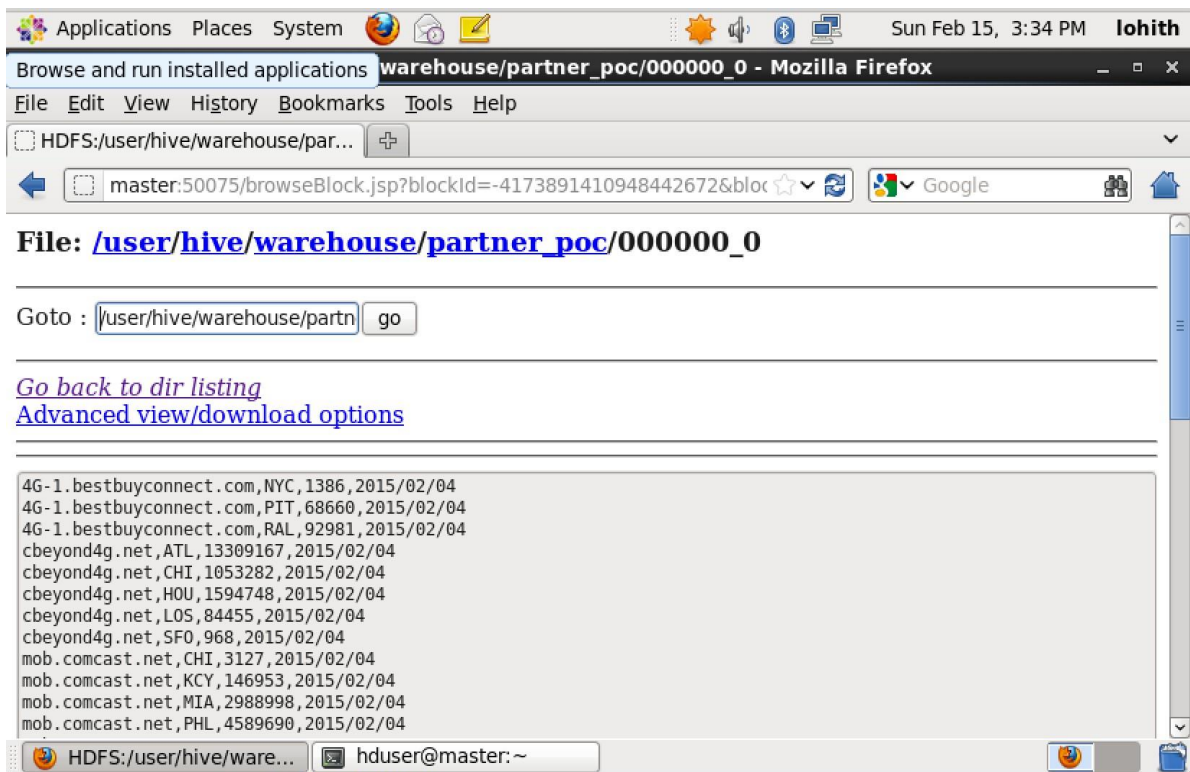 Applications Places System Sun Feb 15, 3:34 PM lohith
Browse and run installed applications warehouse/partner_poc/000000_0 - Mozilla Firefox
File Edit View History Bookmarks Tools Help
HDFS:/user/hive/warehouse/par...
master:50075/browseBlock.jsp?blockId=-4173891410948442672&bloc Google
File: /user/hive/warehouse/partner_poc/000000_0
Goto : /user/hive/warehouse/partn go
Go back to dir listing
Advanced view/download options
4G-1.bestbuyconnect.com,NYC,1386,2015/02/04
4G-1.bestbuyconnect.com,PIT,68660,2015/02/04
4G-1.bestbuyconnect.com,RAL,92981,2015/02/04
cbeyond4g.net,ATL,13309167,2015/02/04
cbeyond4g.net,CHI,1053282,2015/02/04
cbeyond4g.net,HOU,1594748,2015/02/04
cbeyond4g.net,LOS,84455,2015/02/04
cbeyond4g.net,SFO,968,2015/02/04
mob.comcast.net,CHI,3127,2015/02/04
mob.comcast.net,KCY,146953,2015/02/04
mob.comcast.net,MIA,2988998,2015/02/04
mob.comcast.net,PHL,4589690,2015/02/04
HDFS:/user/hive/ware... hduser@master:~